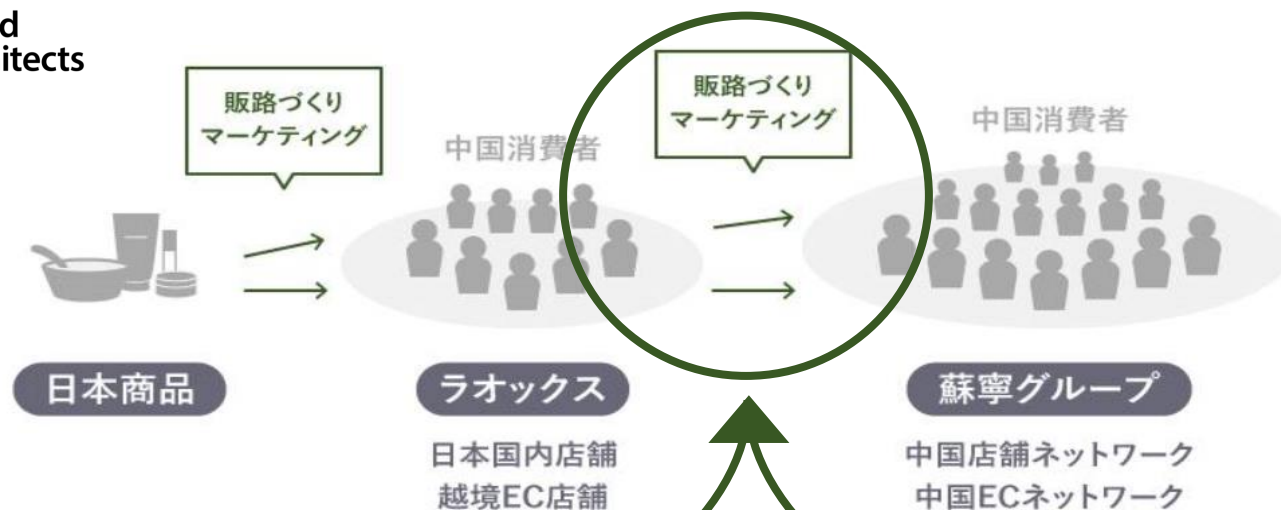 d
itects
販路づくり
マーケティング
中国消費者
販路づくり
マーケティング
中国消費者
日本商品
ラオックス
蘇寧グループ
日本国内店舗
越境EC店舗
中国店舗ネットワーク
中国ECネットワーク